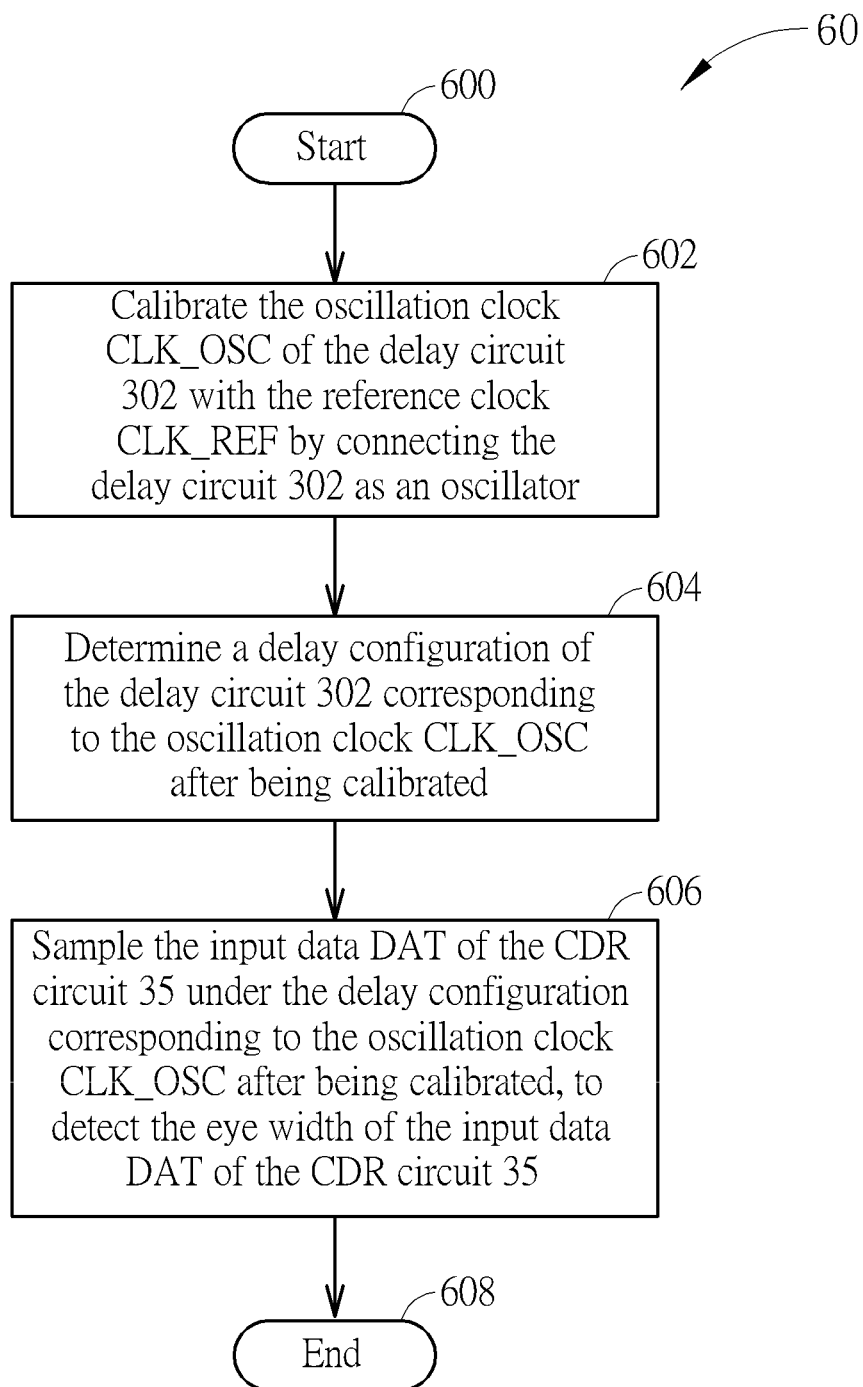 60
600
Start
602
Calibrate the oscillation clock
CLK_OSC of the delay circuit
302 with the reference clock
CLK_REF by connecting the
delay circuit 302 as an oscillator
604
Determine a delay configuration of
the delay circuit 302 corresponding
to the oscillation clock CLK_OSC
after being calibrated
606
Sample the input data DAT of the CDR
circuit 35 under the delay configuration
corresponding to the oscillation clock
CLK_OSC after being calibrated, to
detect the eye width of the input data
DAT of the CDR circuit 35
608
End